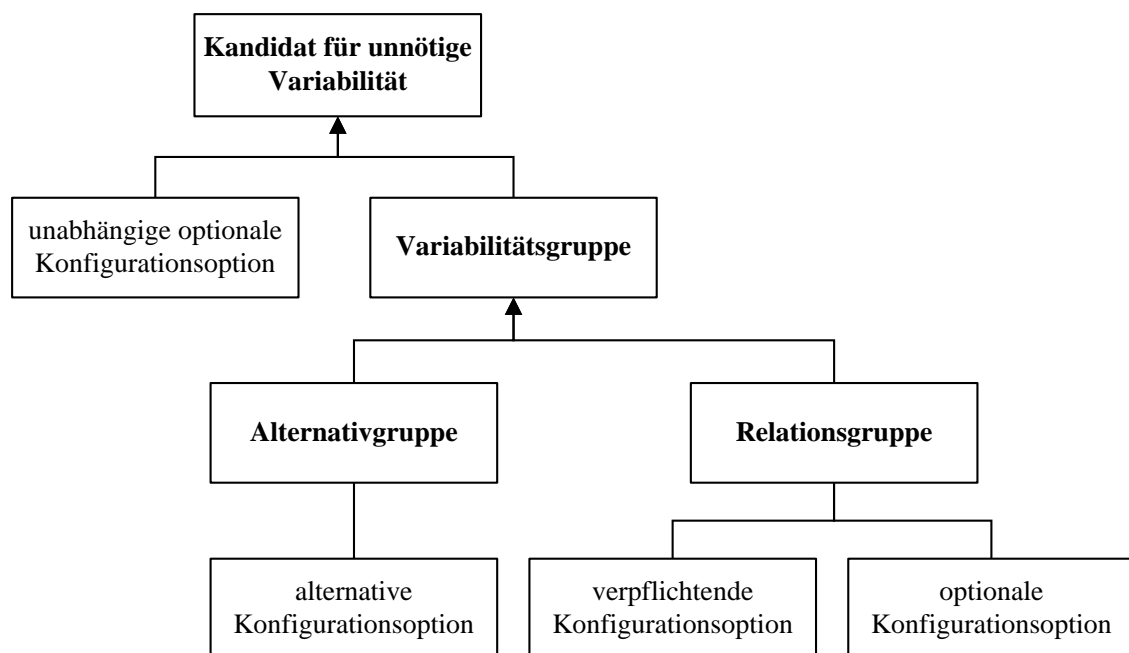 Kandidat für unnötige
Variabilität
unabhängige optionale
Konfigurationsoption
Variabilitätsgruppe
Alternativgruppe
Relationsgruppe
alternative
Konfigurationsoption
verpflichtende
Konfigurationsoption
optionale
Konfigurationsoption